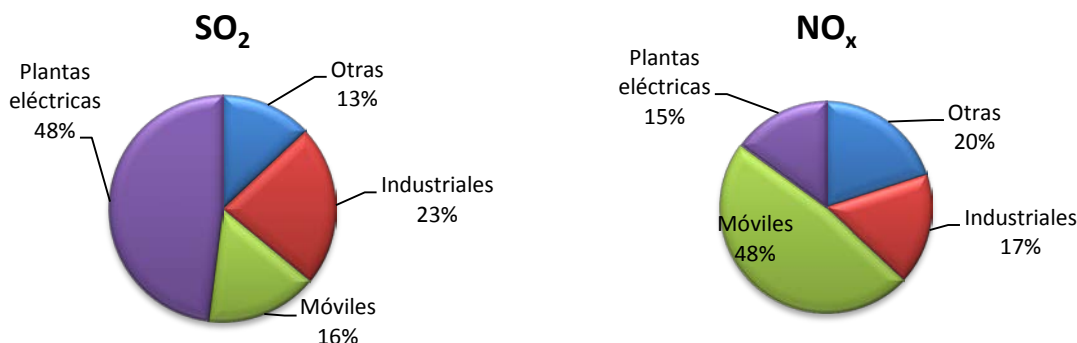 SO₂
Plantas
eléctricas
48%
Otras
13%
Industriales
23%
Móviles
16%
NOₓ
Plantas
eléctricas
15%
Otras
20%
Industriales
17%
Móviles
48%